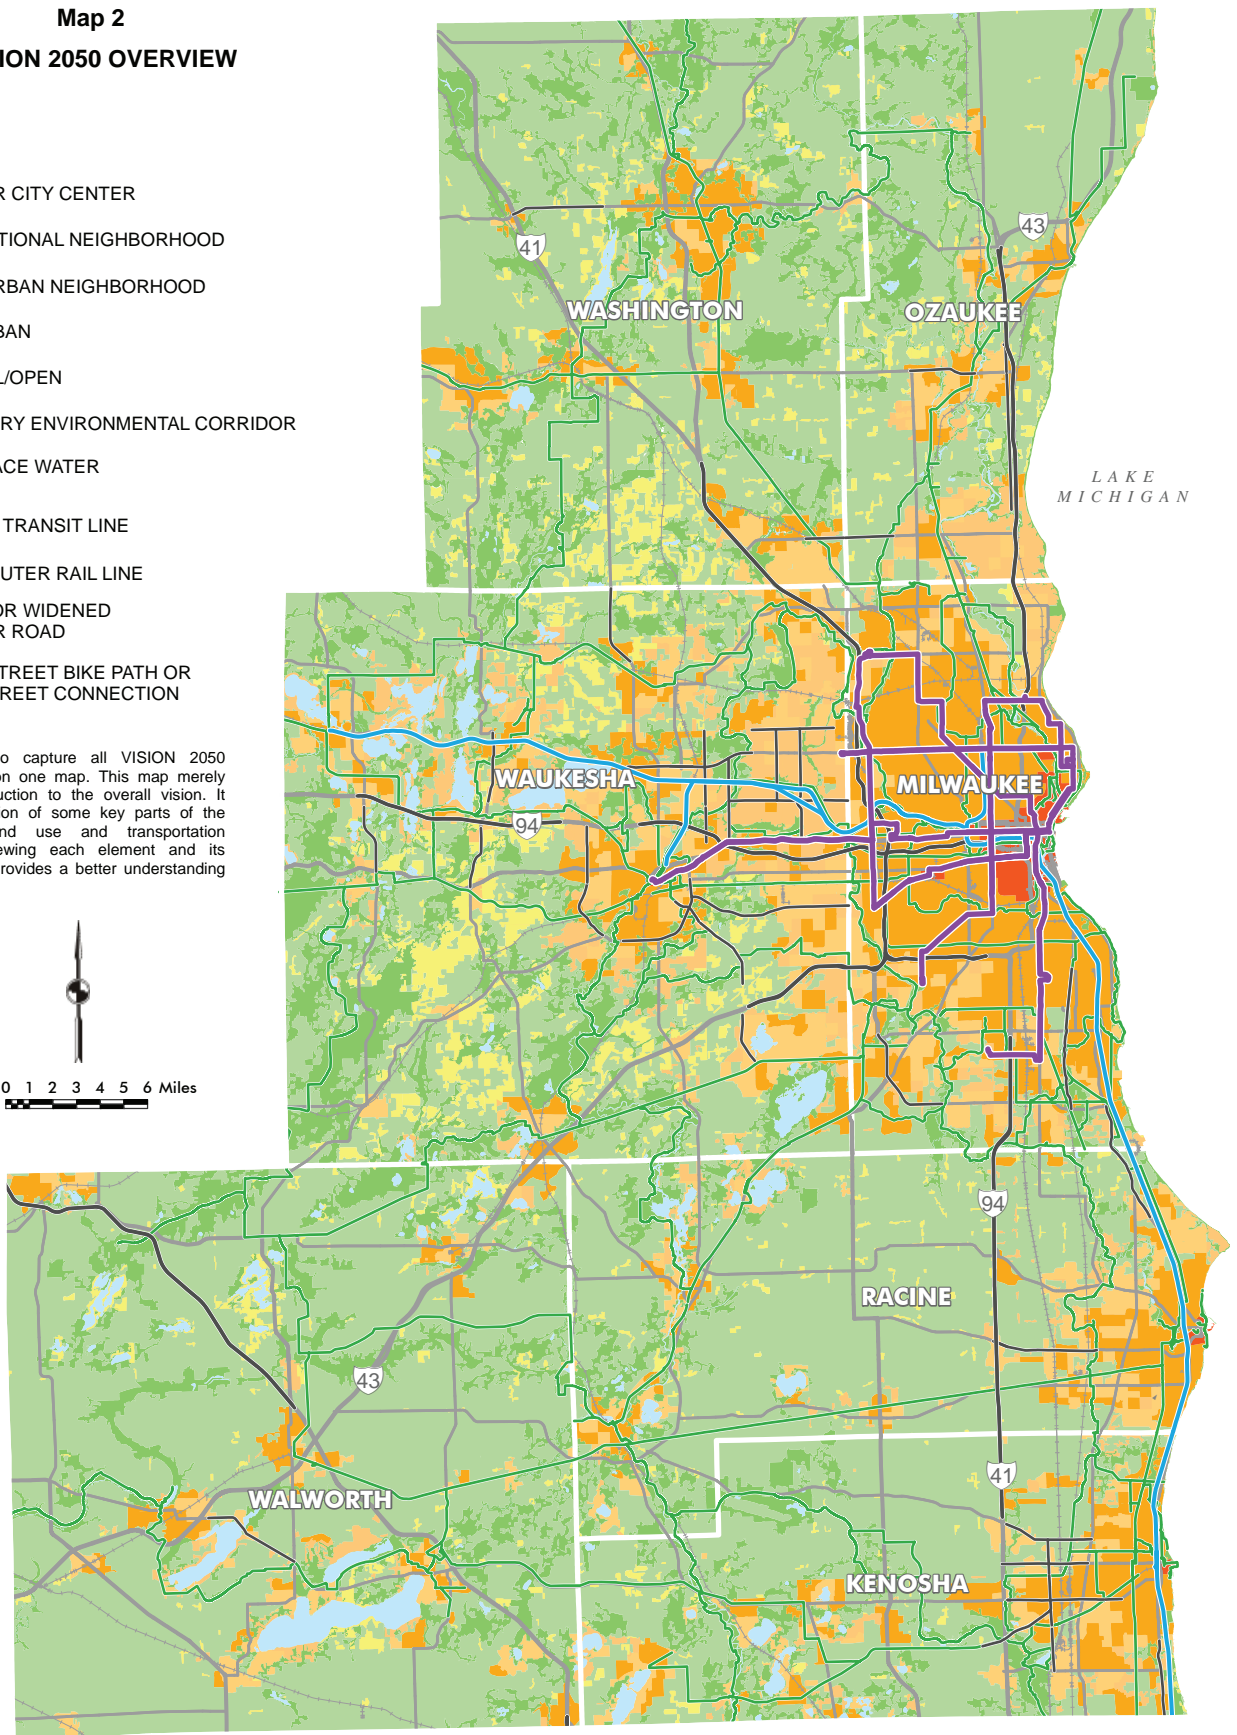 Map 2
ION 2050 OVERVIEW
R CITY CENTER
TIONAL NEIGHBORHOOD
RBAN NEIGHBORHOOD
BAN
L/OPEN
RY ENVIRONMENTAL CORRIDOR
ACE WATER
TRANSIT LINE
UTER RAIL LINE
OR WIDENED
R ROAD
TREET BIKE PATH OR
REET CONNECTION
o capture all VISION 2050
on one map. This map merely
uction to the overall vision. It
ion of some key parts of the
nd use and transportation
ewing each element and its
rovides a better understanding
0 1 2 3 4 5 6 Miles
41
43
WASHINGTON
OZAUKEE
LAKE
MICHIGAN
WAUKESHA
MILWAUKEE
94
94
RACINE
43
41
WALWORTH
KENOSHA